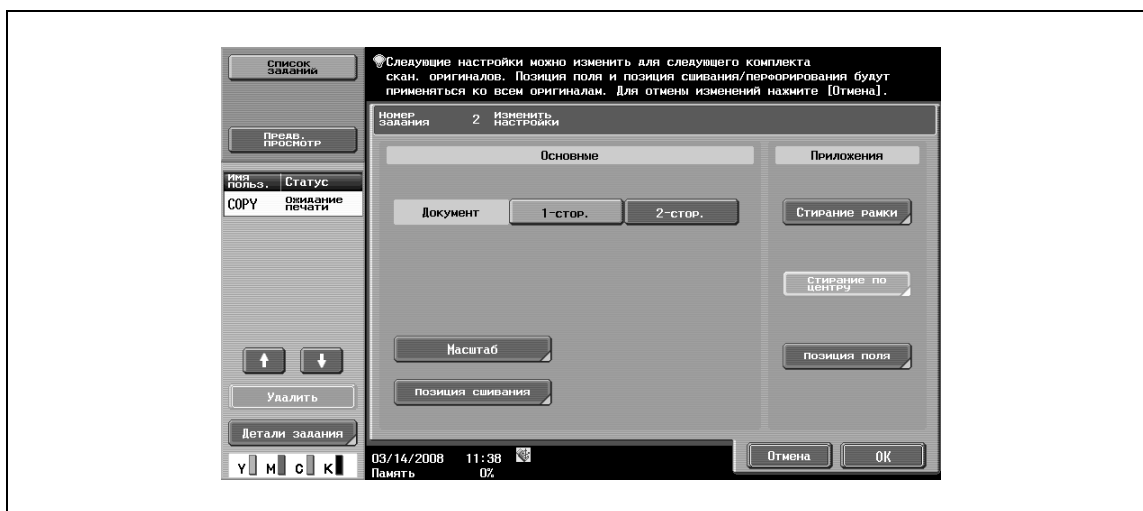 Список
заданий
Предв.
просмотр
Имя
польз.
Статус
COPY
Ожидание
печати
Удалить
Детали задания
Y M C K
Следующие настройки можно изменить для следующего комплекта
скан. оригиналов. Позиция поля и позиция сшивания/перфорирования будут
применяться ко всем оригиналам. Для отмены изменений нажмите [Отмена].
Номер
задания
2
Изменить
настройки
Основные
Приложения
Документ
1-стор.
2-стор.
Стирание рамки
Стирание по
центру
Масштаб
Позиция поля
Позиция сшивания
03/14/2008 11:38
Память 0%
Отмена
OK